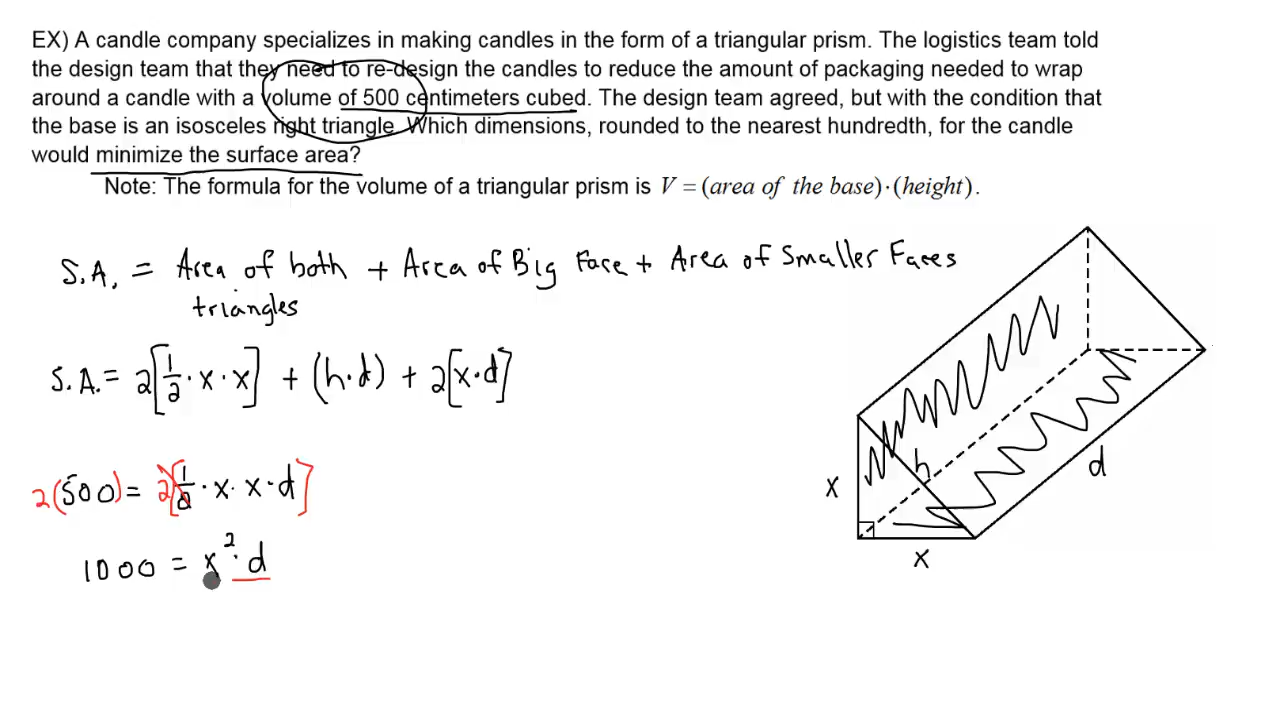 EX) A candle company specializes in making candles in the form of a triangular prism. The logistics team told
the design team that they need to re-design the candles to reduce the amount of packaging needed to wrap
around a candle with a volume of 500 centimeters cubed. The design team agreed, but with the condition that
the base is an isosceles right triangle. Which dimensions, rounded to the nearest hundredth, for the candle
would minimize the surface area?
Note: The formula for the volume of a triangular prism is V = (area of the base)·(height).
S.A. = Area of both + Area of Big Face + Area of Smaller Faces
triangles
S.A. = 2[1/2 · x · x] + (h·d) + 2[x·d]
2(500) = 2[1/2 · x · x · d]
1000 = x² · d
x
h
d
x